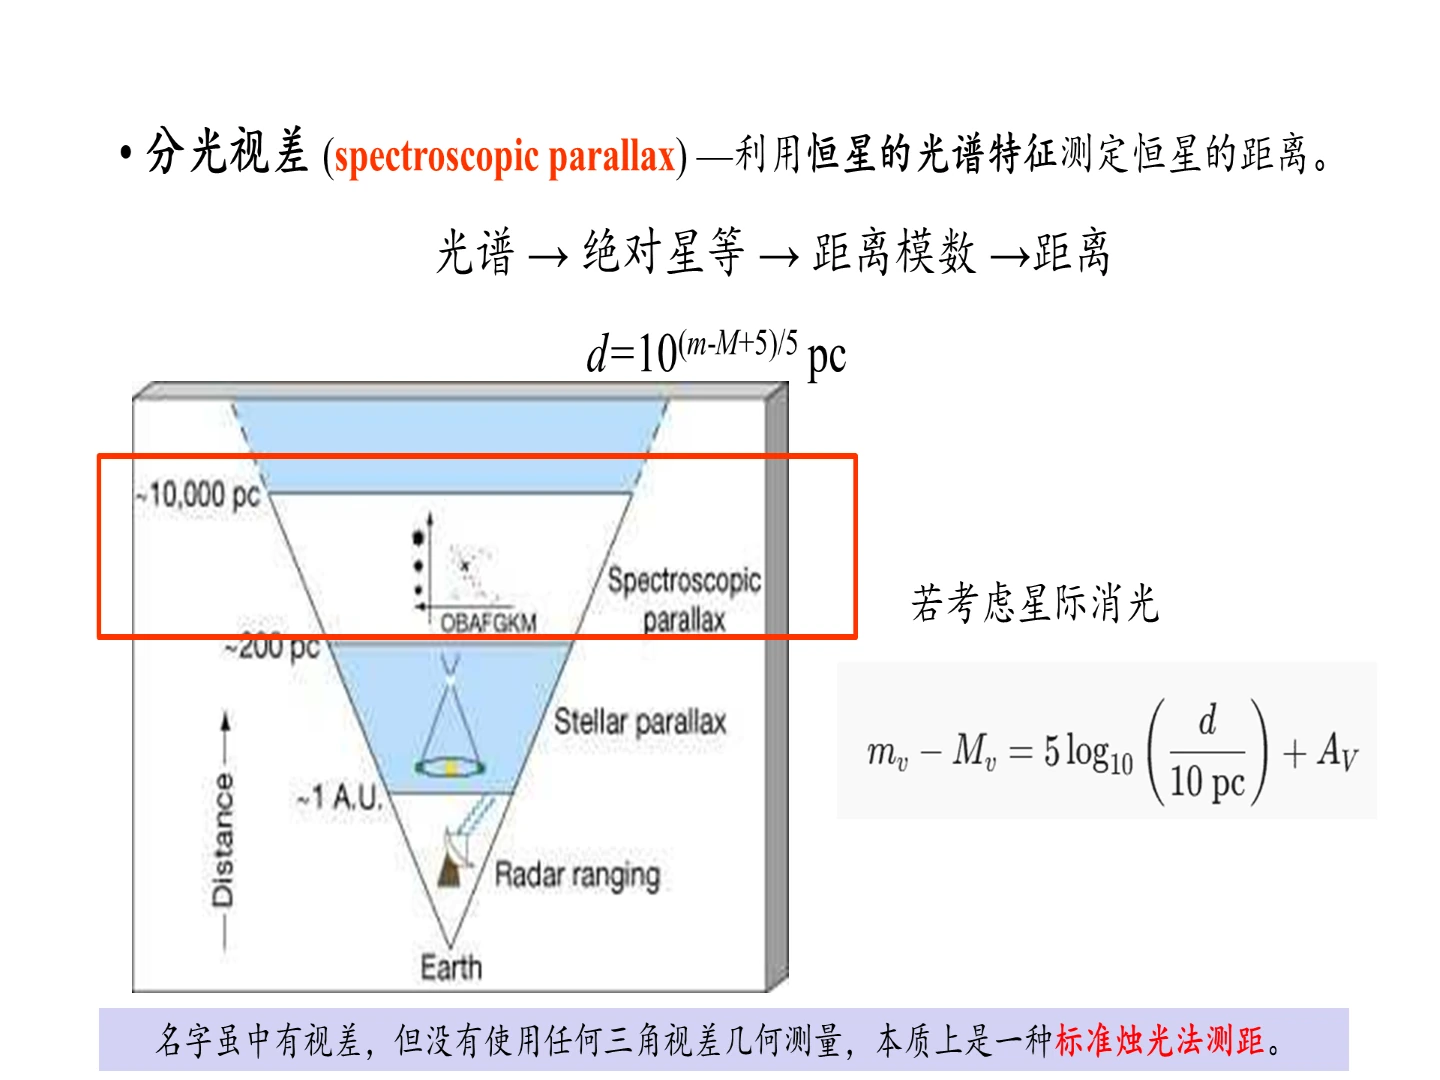 • 分光视差 (spectroscopic parallax) —利用恒星的光谱特征测定恒星的距离。
光谱 → 绝对星等 → 距离模数 →距离
d=10^(m-M+5)/5 pc
~10,000 pc
Spectroscopic
parallax
OBAFGKM
~200 pc
Stellar parallax
~1 A.U.
Distance
Radar ranging
Earth
若考虑星际消光
m_v − M_v = 5 log_10 (d / 10 pc) + A_V
名字虽中有视差，但没有使用任何三角视差几何测量，本质上是一种标准烛光法测距。